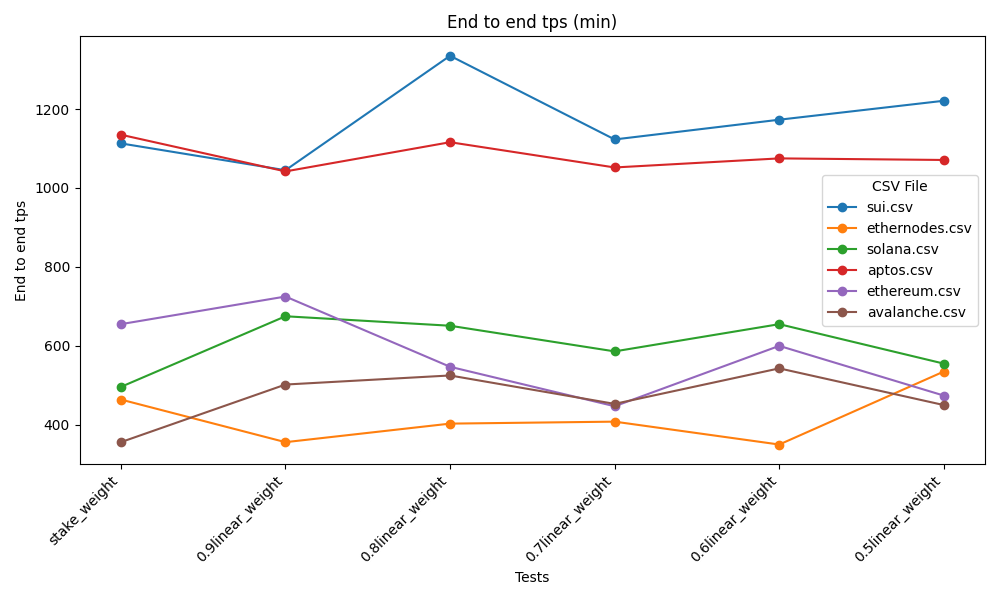 End to end tps (min)
End to end tps
1200
1000
800
600
400
CSV File
sui.csv
ethernodes.csv
solana.csv
aptos.csv
ethereum.csv
avalanche.csv
stake_weight
0.9linear_weight
0.8linear_weight
0.7linear_weight
0.6linear_weight
0.5linear_weight
Tests